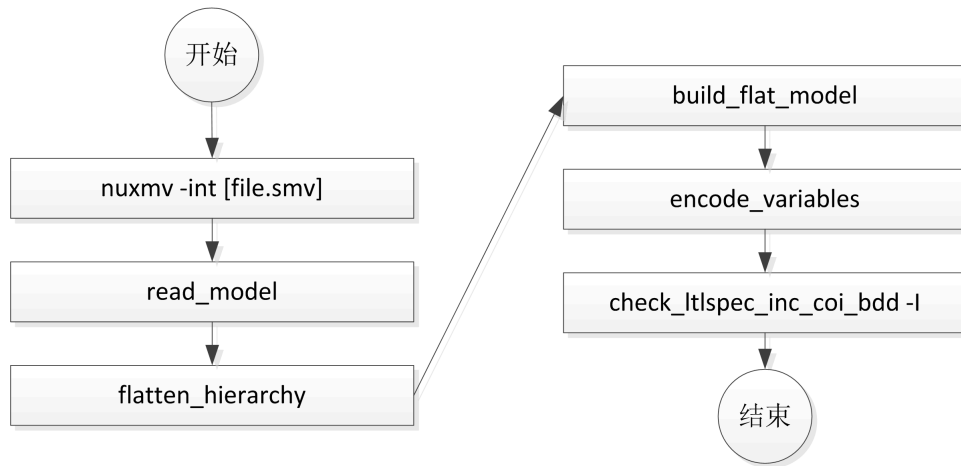 开始
nuxmv -int [file.smv]
read_model
flatten_hierarchy
build_flat_model
encode_variables
check_ltlspec_inc_coi_bdd -I
结束